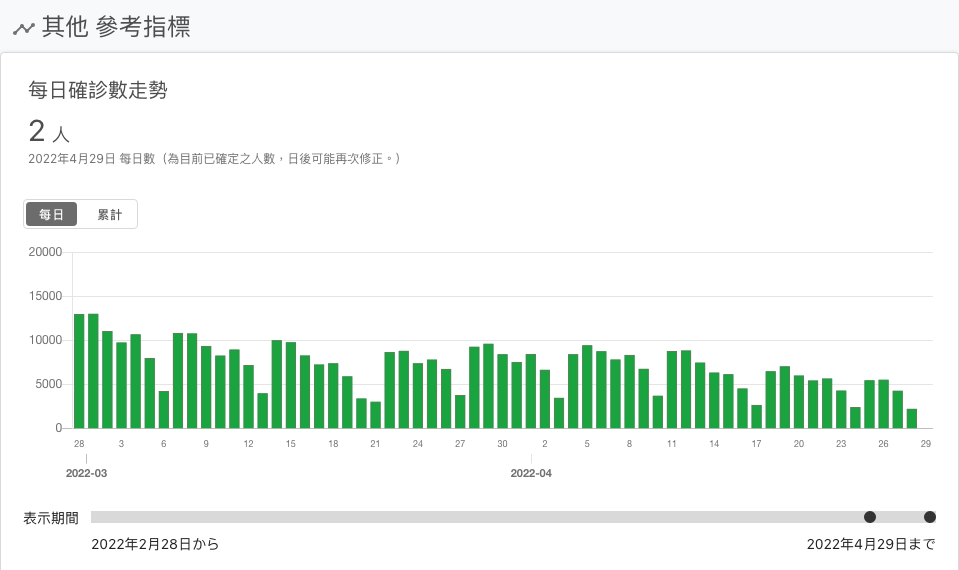 其他 參考指標
每日確診數走勢
2 人
2022年4月29日 每日數（為目前已確定之人數，日後可能再次修正。）
每日 累計
20000
15000
10000
5000
0
28 3 6 9 12 15 18 21 24 27 30 2 5 8 11 14 17 20 23 26 29
2022-03 2022-04
表示期間
2022年2月28日から 2022年4月29日まで